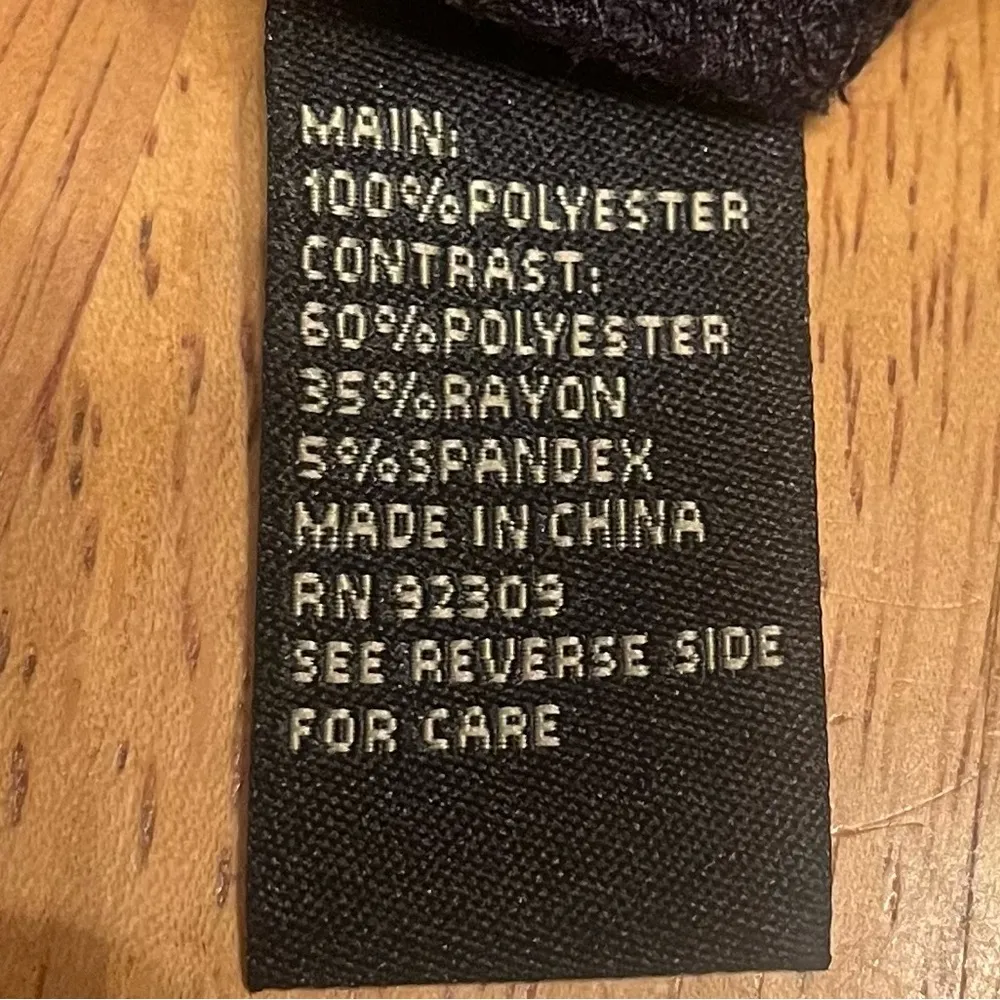 MAIN:
100%POLYESTER
CONTRAST:
60%POLYESTER
35%RAYON
5%SPANDEX
MADE IN CHINA
RN 92309
SEE REVERSE SIDE
FOR CARE